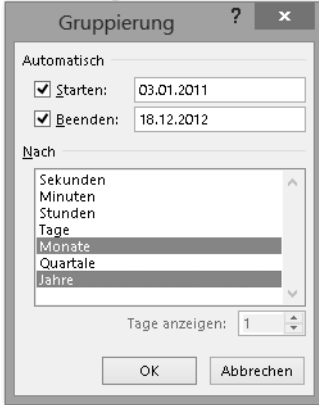 Gruppierung ? x
Automatisch
Starten: 03.01.2011
Beenden: 18.12.2012
Nach
Sekunden
Minuten
Stunden
Tage
Monate
Quartale
Jahre
Tage anzeigen: 1
OK Abbrechen